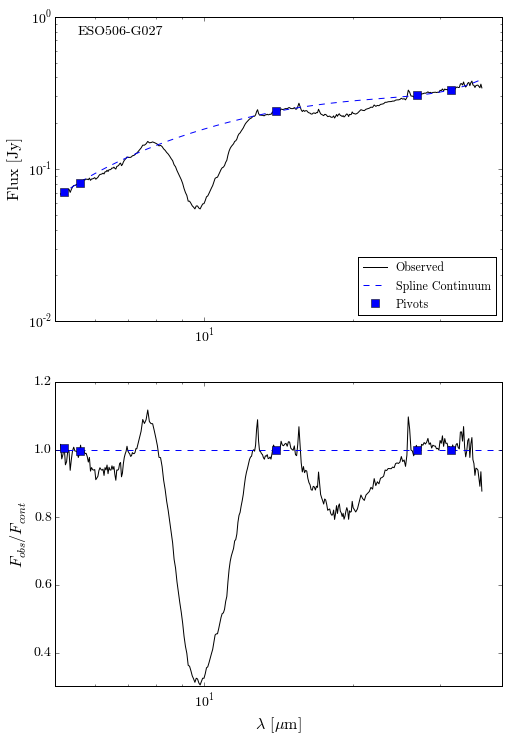 10^0
ESO506-G027
10^-1
Flux [Jy]
Observed
Spline Continuum
Pivots
10^-2
10^1
1.2
1.0
0.8
F_obs/F_cont
0.6
0.4
10^1
λ [μm]